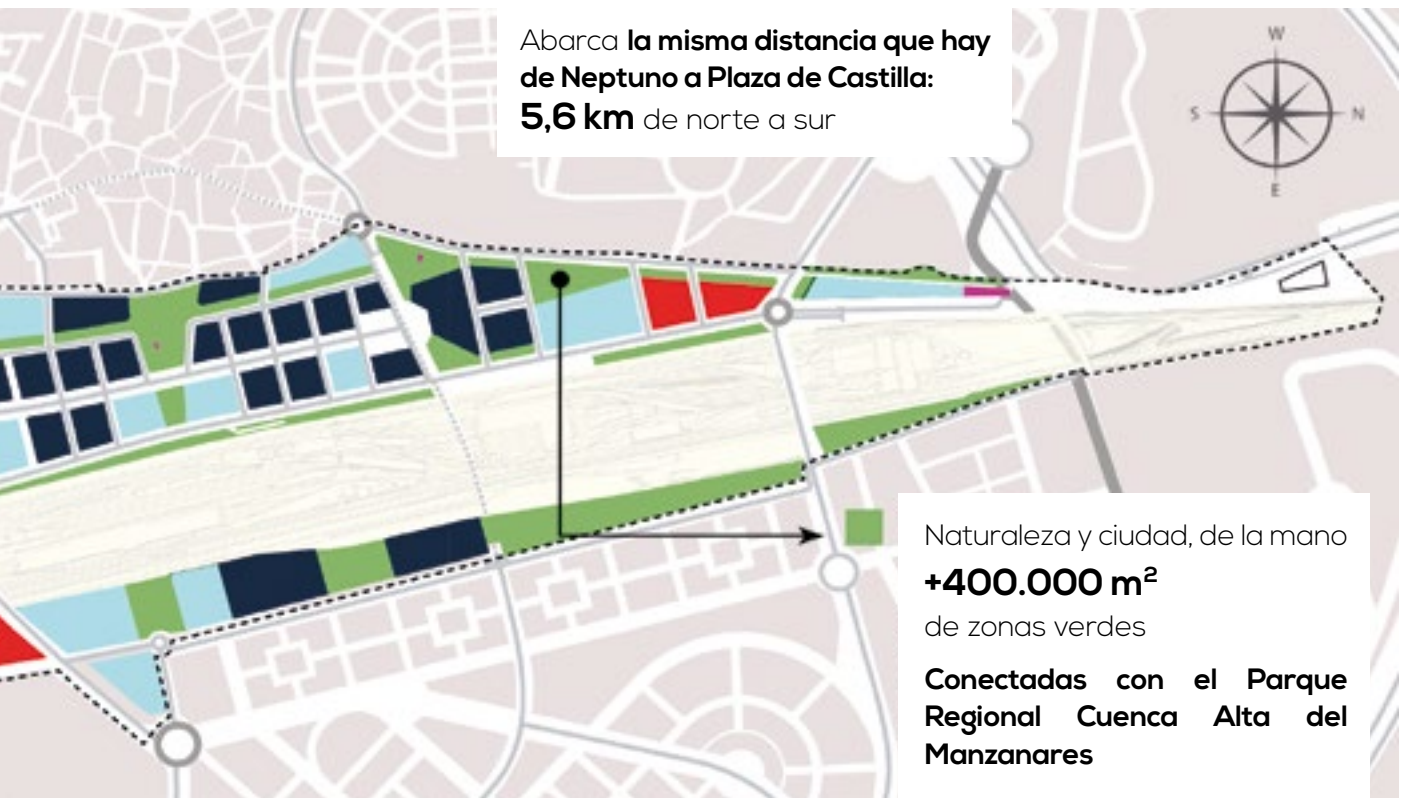 Abarca la misma distancia que hay
de Neptuno a Plaza de Castilla:
5,6 km de norte a sur
W
S
N
E
Naturaleza y ciudad, de la mano
+400.000 m²
de zonas verdes
Conectadas con el Parque
Regional Cuenca Alta del
Manzanares